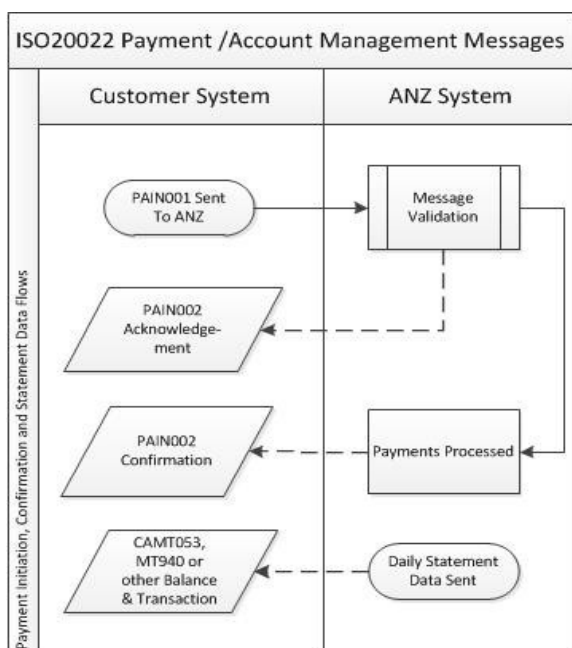 ISO20022 Payment /Account Management Messages
Customer System
ANZ System
Payment Initiation, Confirmation and Statement Data Flows
PAIN001 Sent
To ANZ
Message
Validation
PAIN002
Acknowledge-
ment
PAIN002
Confirmation
Payments Processed
CAMT053,
MT940 or
other Balance
& Transaction
Daily Statement
Data Sent